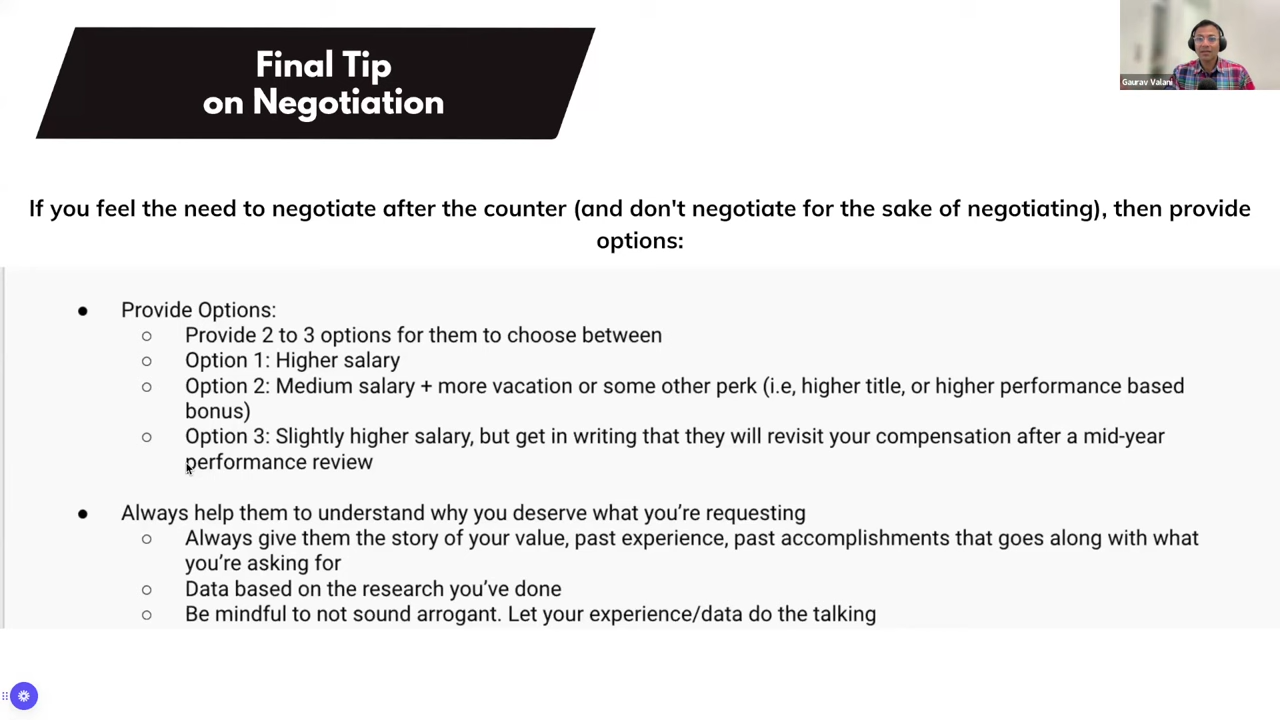 Final Tip
on Negotiation
Gaurav Valani
If you feel the need to negotiate after the counter (and don't negotiate for the sake of negotiating), then provide
options:
● Provide Options:
○ Provide 2 to 3 options for them to choose between
○ Option 1: Higher salary
○ Option 2: Medium salary + more vacation or some other perk (i.e, higher title, or higher performance based
bonus)
○ Option 3: Slightly higher salary, but get in writing that they will revisit your compensation after a mid-year
performance review
● Always help them to understand why you deserve what you're requesting
○ Always give them the story of your value, past experience, past accomplishments that goes along with what
you're asking for
○ Data based on the research you've done
○ Be mindful to not sound arrogant. Let your experience/data do the talking